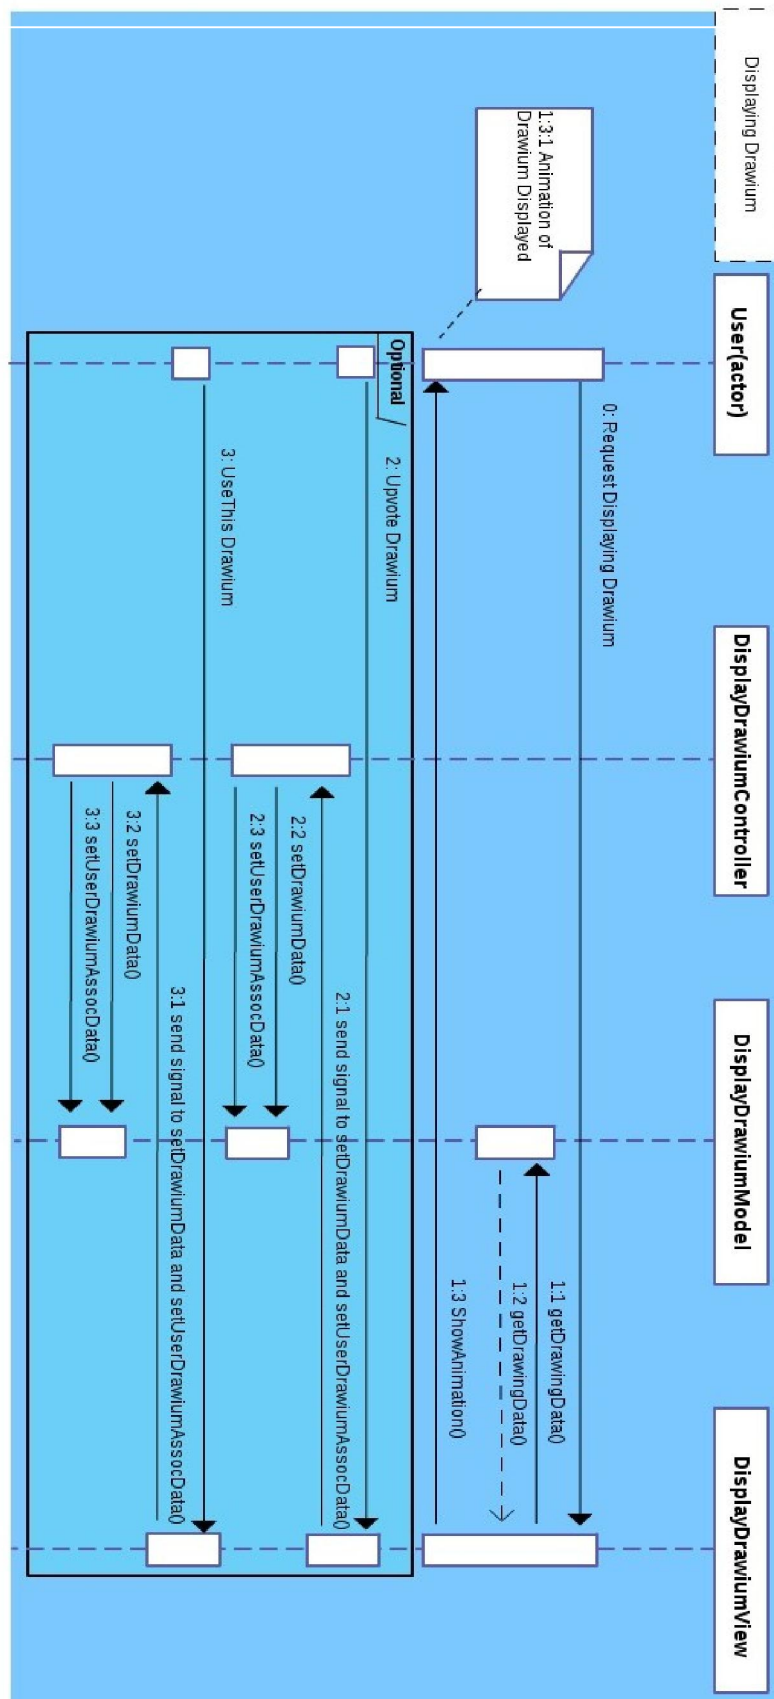 Displaying Drawium
User(actor)
DisplayDrawiumController
DisplayDrawiumModel
DisplayDrawiumView
0: Request Displaying Drawium
1:1 getDrawingData()
1:2 getDrawingData()
1:3 ShowAnimation()
1:3:1 Animation of
Drawium Displayed
Optional
2: Upvote Drawium
2:1 send signal to setDrawiumData and setUserDrawiumAssocData()
2:2 setDrawiumData()
2:3 setUserDrawiumAssocData()
3: UseThis Drawium
3:1 send signal to setDrawiumData and setUserDrawiumAssocData()
3:2 setDrawiumData()
3:3 setUserDrawiumAssocData()